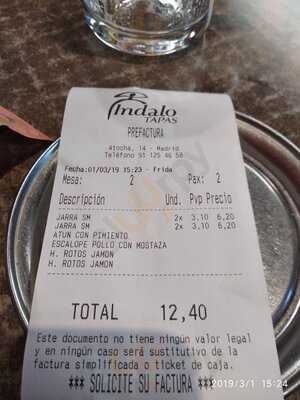 Indalo
TAPAS
PREFACTURA
Atocha, 14 - Madrid
Teléfono 91 125 46 50
Fecha:01/03/19 15:23 - Frida
Mesa: 2 Pax: 2
Descripción Und. Pvp Precio
JARRA SM 2x 3,10 6,20
JARRA SM 2x 3,10 6,20
ATUN CON PIMIENTO
ESCALOPE POLLO CON MOSTAZA
H. ROTOS JAMON
H. ROTOS JAMON
TOTAL 12,40
Este documento no tiene ningún valor legal
y en ningún caso será sustitutivo de la
factura simplificada o ticket de caja.
*** SOLICITE SU FACTURA ***
2019/3/1 15:24